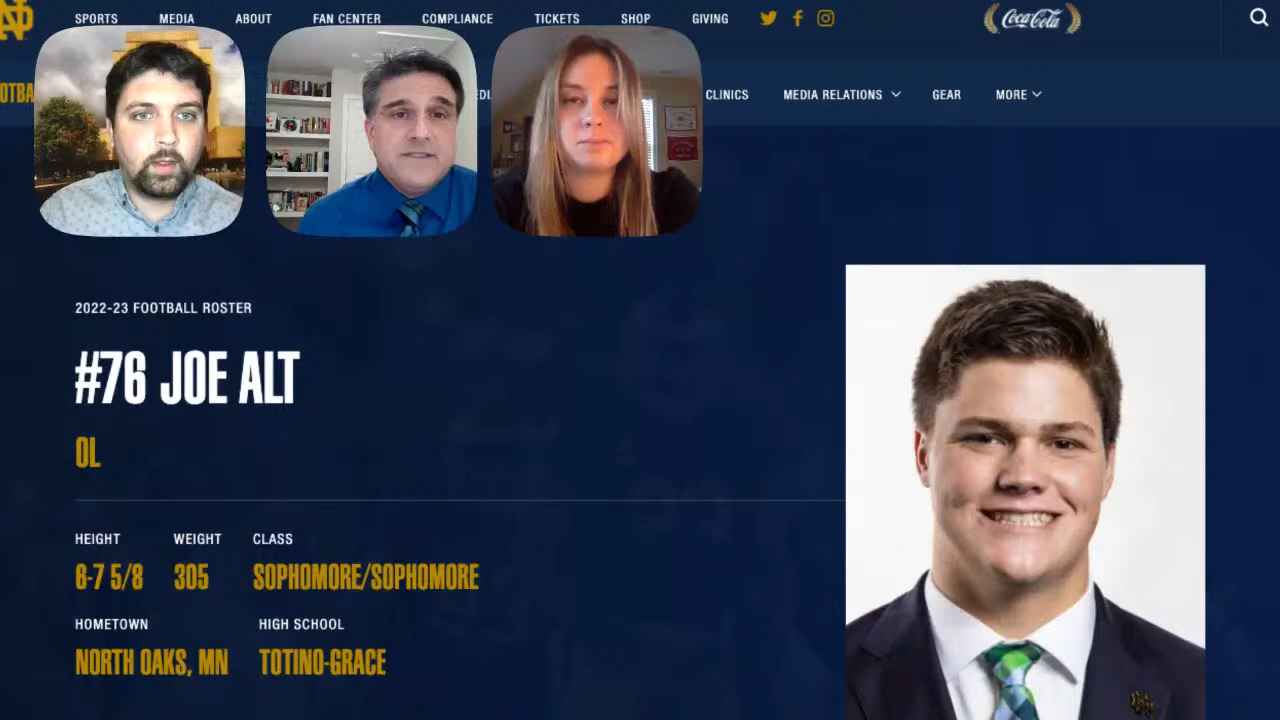 ND
SPORTS MEDIA ABOUT FAN CENTER COMPLIANCE TICKETS SHOP GIVING
Coca-Cola
CLINICS MEDIA RELATIONS GEAR MORE
2022-23 FOOTBALL ROSTER
#76 JOE ALT
OL
HEIGHT WEIGHT CLASS
6-7 5/8 305 SOPHOMORE/SOPHOMORE
HOMETOWN HIGH SCHOOL
NORTH OAKS, MN TOTINO-GRACE